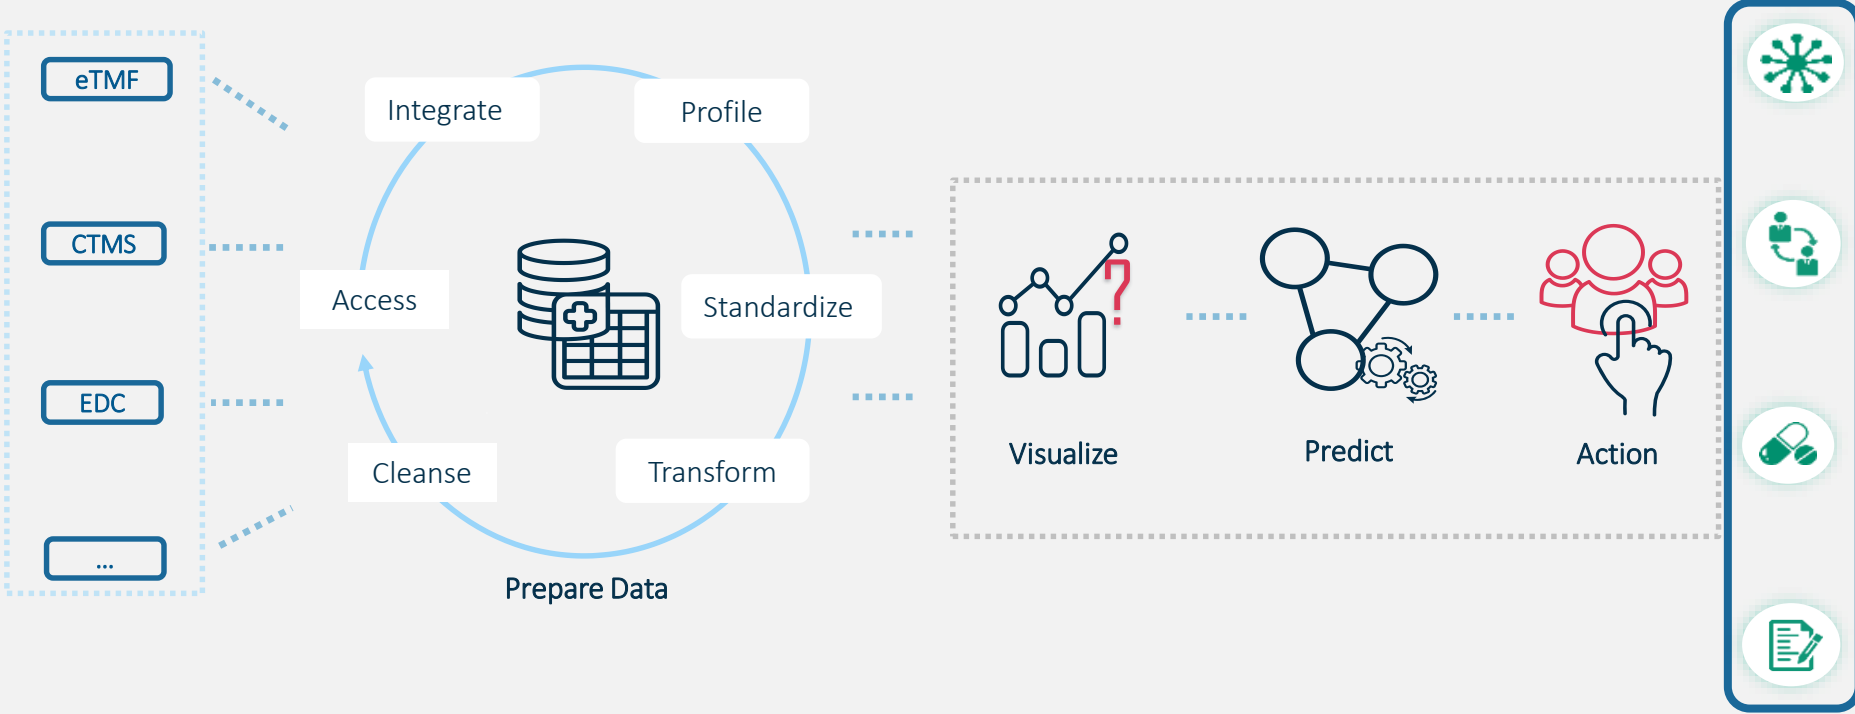 eTMF
CTMS
EDC
...
Integrate
Profile
Access
Standardize
Cleanse
Transform
Prepare Data
?
Visualize
Predict
Action